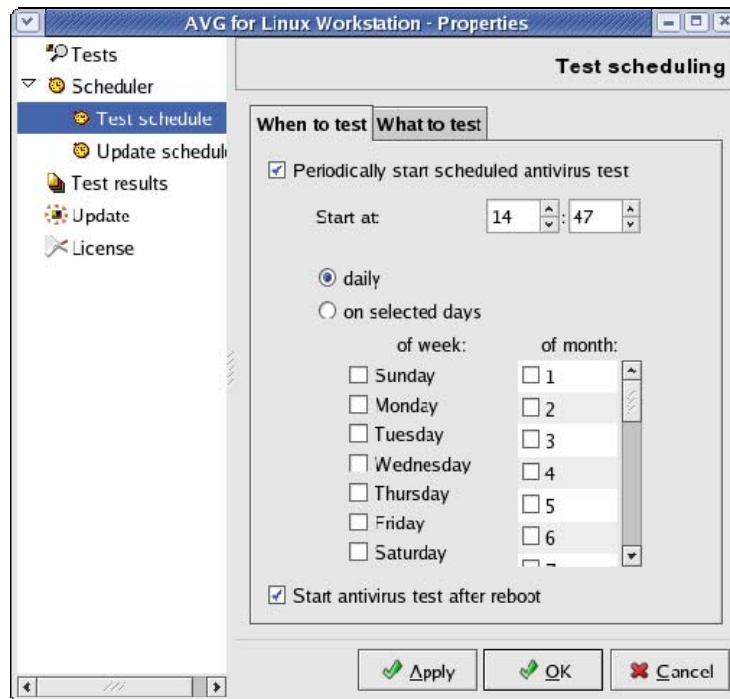 AVG for Linux Workstation - Properties
Tests
Scheduler
Test schedule
Update schedul
Test results
Update
License
Test scheduling
When to test What to test
Periodically start scheduled antivirus test
Start at: 14 : 47
daily
on selected days
of week: of month:
Sunday 1
Monday 2
Tuesday 3
Wednesday 4
Thursday 5
Friday 6
Saturday
Start antivirus test after reboot
Apply OK Cancel